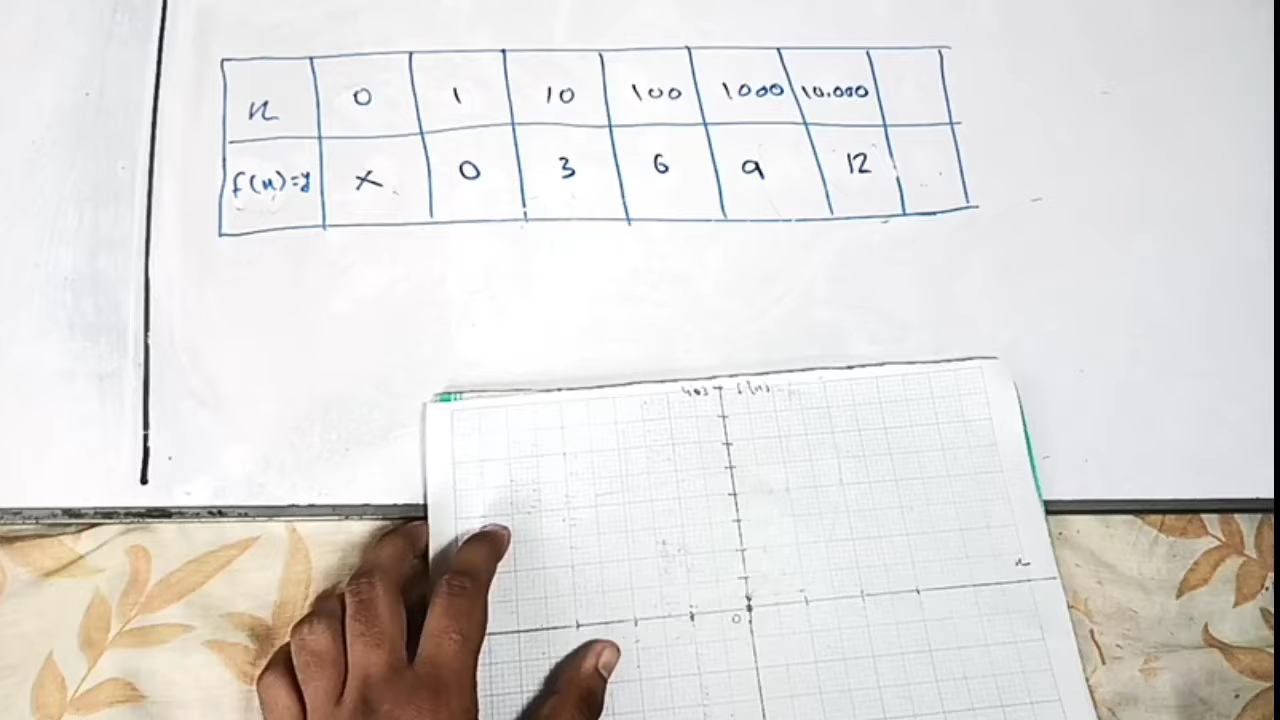 x 0 1 10 100 1000 10,000
f(x)=y × 0 3 6 9 12
f(x)
x
0